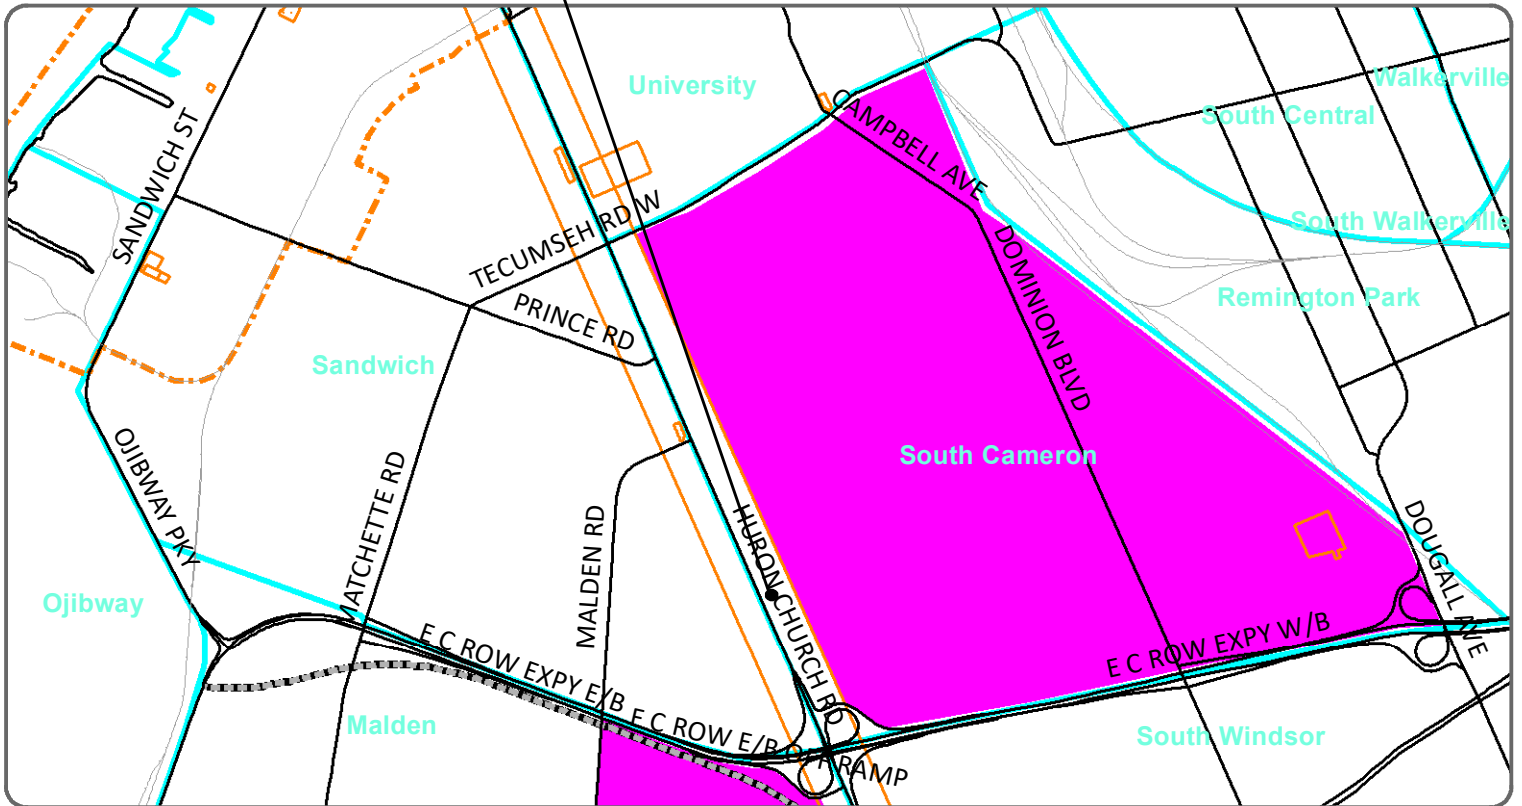 University
Walkerville
South Central
CAMPBELL AVE
SANDWICH ST
South Walkerville
TECUMSEH RD W
DOMINION BLVD
Remington Park
PRINCE RD
Sandwich
South Cameron
OJIBWAY PKY
MATCHETTE RD
MALDEN RD
HURON CHURCH RD
DOUGALL AVE
Ojibway
E C ROW EXPY E/B
E C ROW EXPY W/B
Malden
E C ROW E/B OFF RAMP
South Windsor